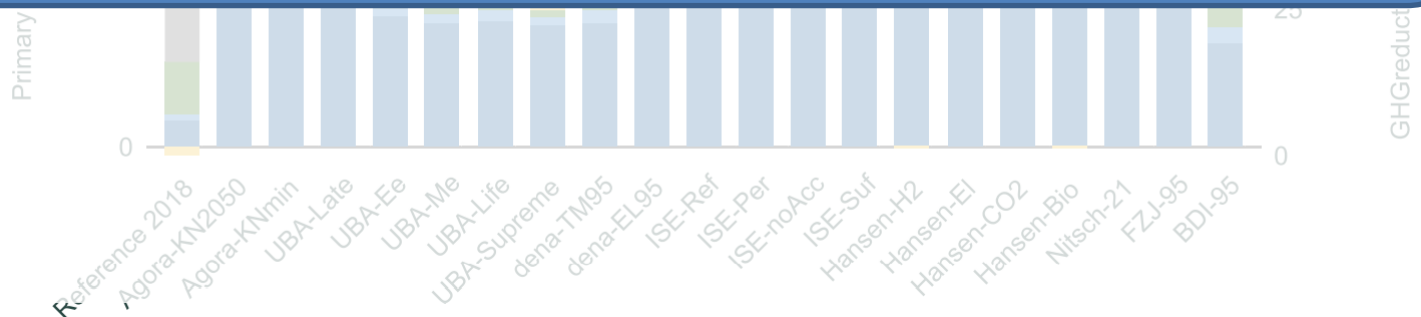 Primary
25
GHGreduct
0
0
Reference 2018
Agora-KN2050
Agora-KNmin
UBA-Late
UBA-Ee
UBA-Me
UBA-Life
UBA-Supreme
dena-TM95
dena-EL95
ISE-Ref
ISE-Per
ISE-noAcc
ISE-Suf
Hansen-H2
Hansen-El
Hansen-CO2
Hansen-Bio
Nitsch-21
FZJ-95
BDI-95